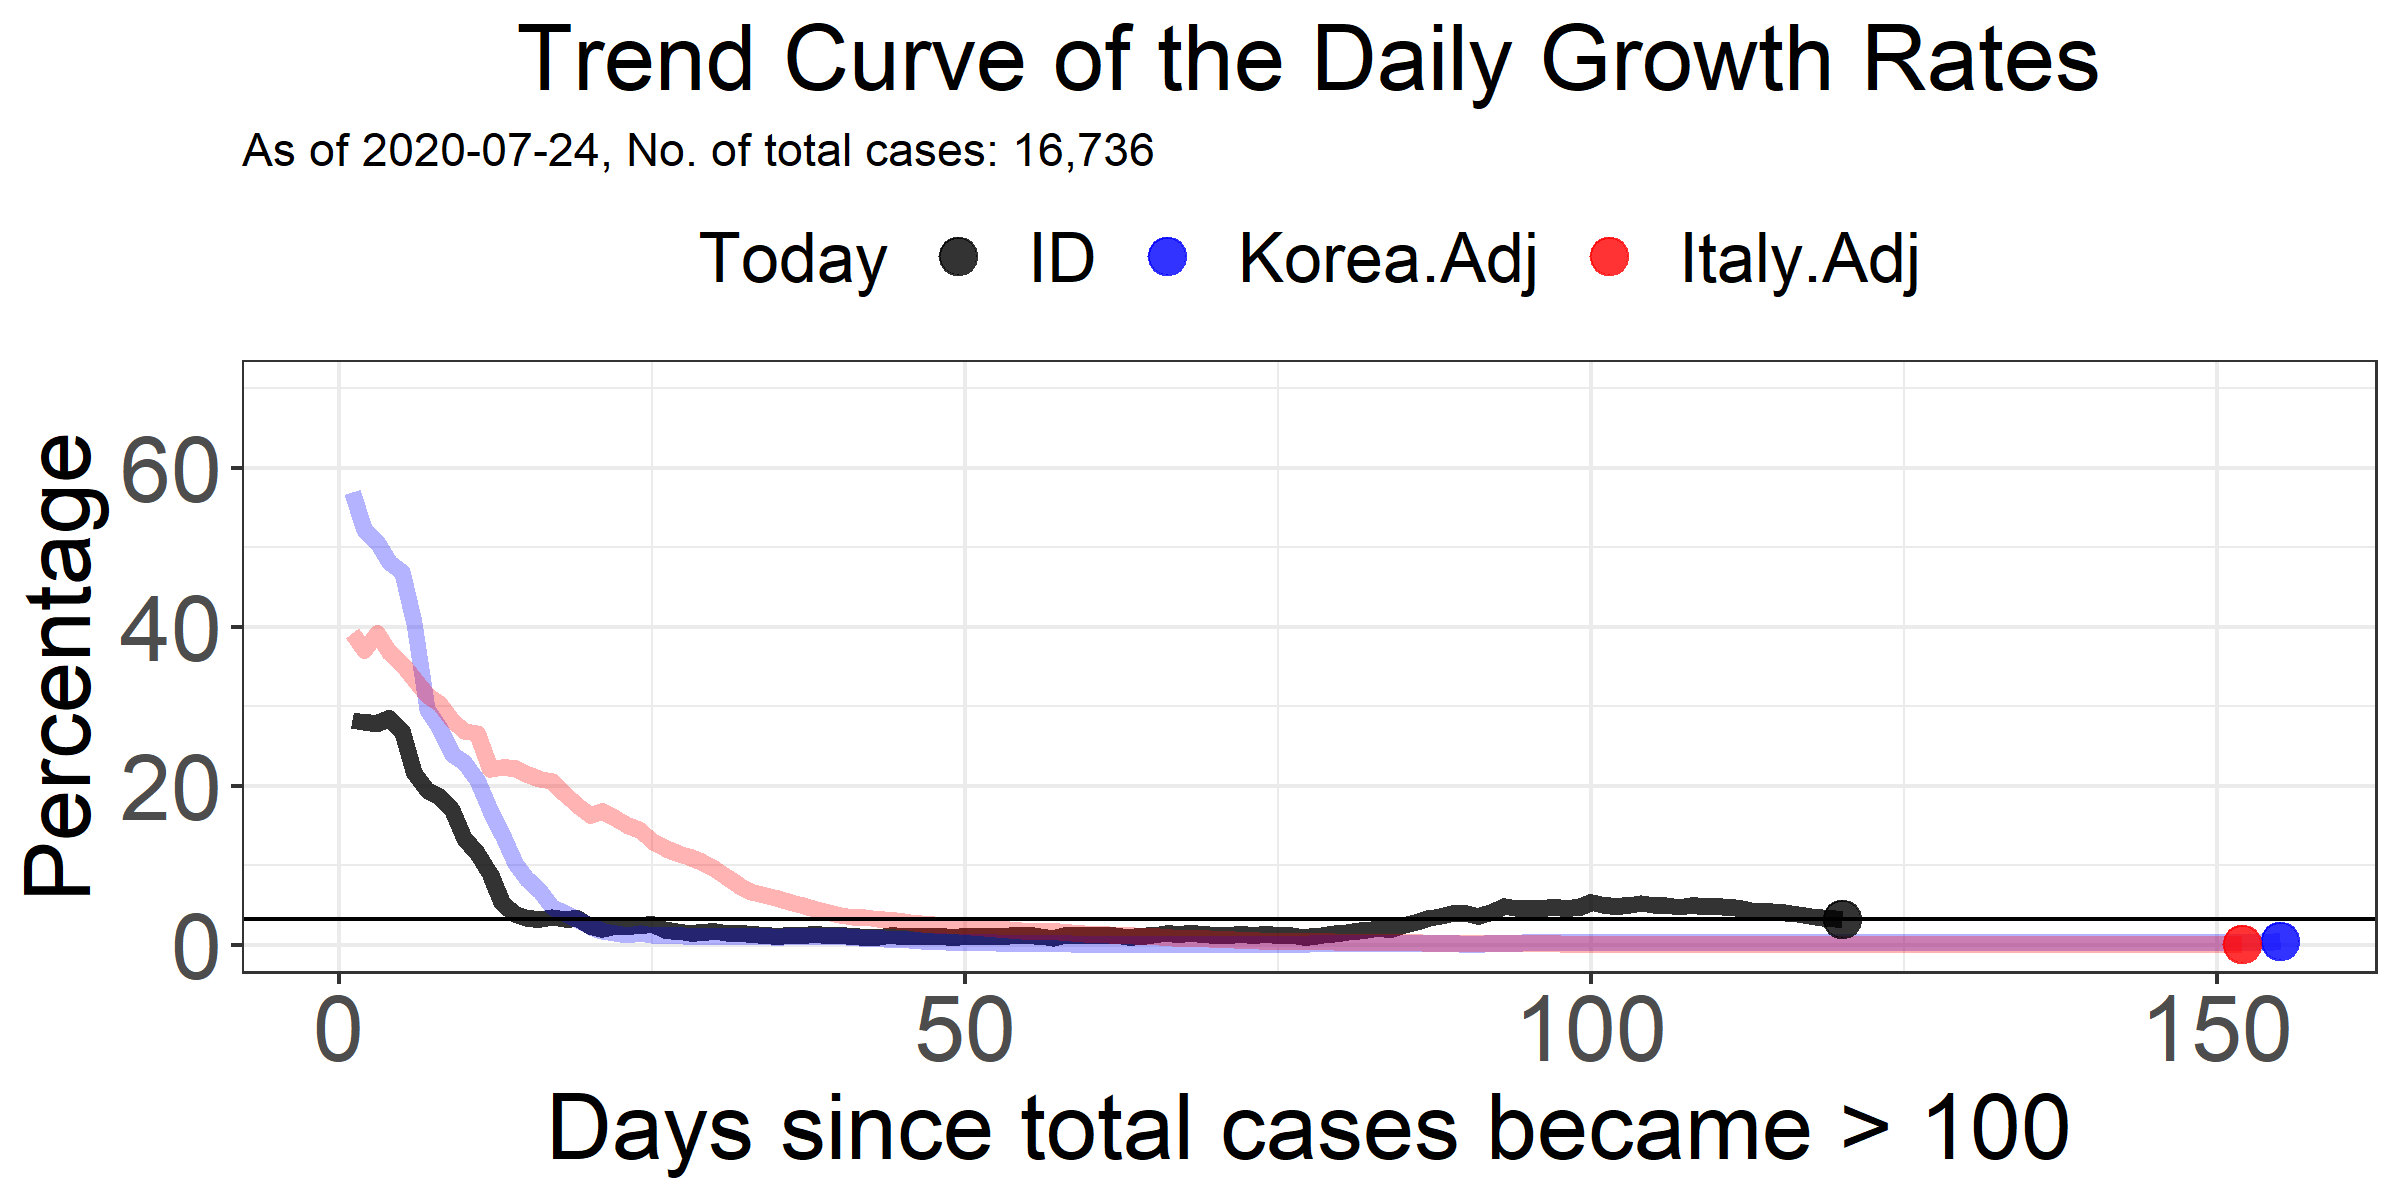 Trend Curve of the Daily Growth Rates
As of 2020-07-24, No. of total cases: 16,736
Today ID Korea.Adj Italy.Adj
Percentage
60
40
20
0
0 50 100 150
Days since total cases became > 100